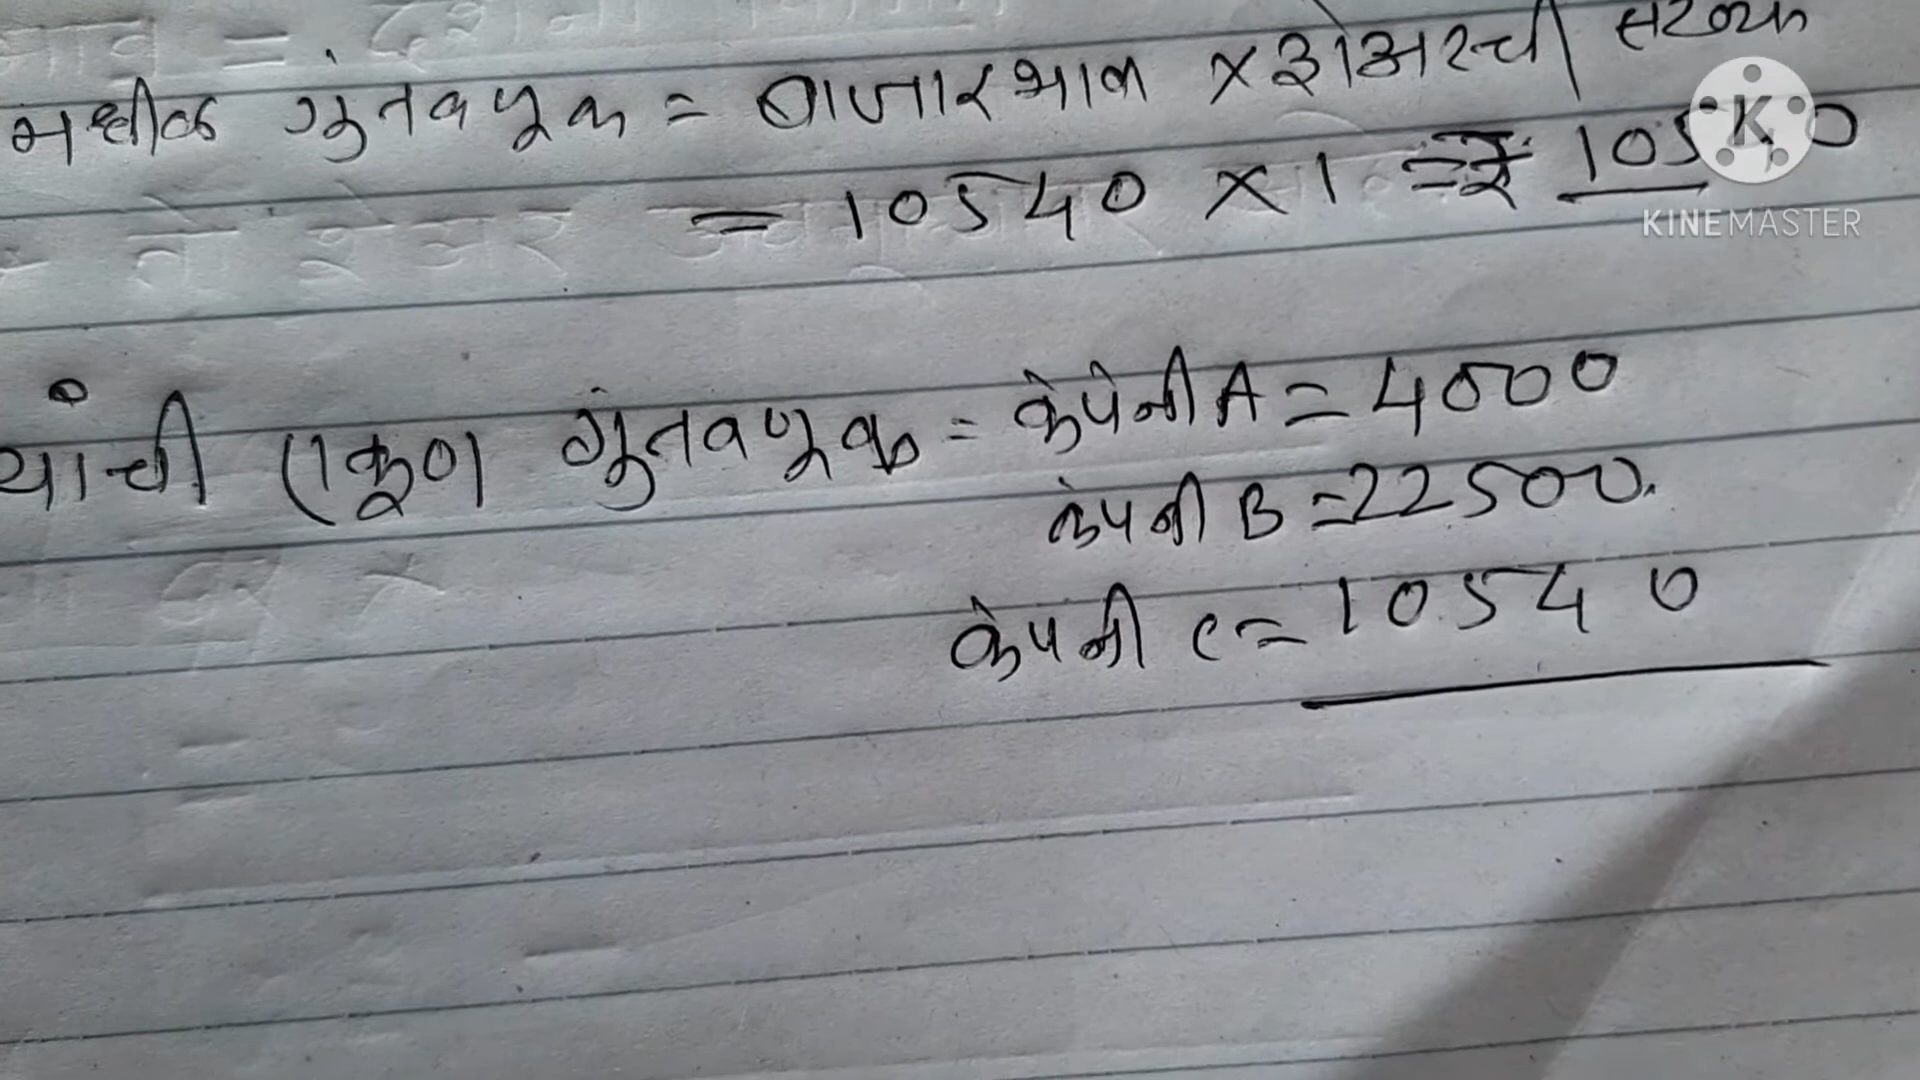 मधील गुंतवणूक = बाजारभाव × शेअरची संख्या
= 10540 × 1 = ₹ 10540
यांची एकूण गुंतवणूक = कंपनी A = 4000
कंपनी B = 22500.
कंपनी C = 10540
K
KINEMASTER